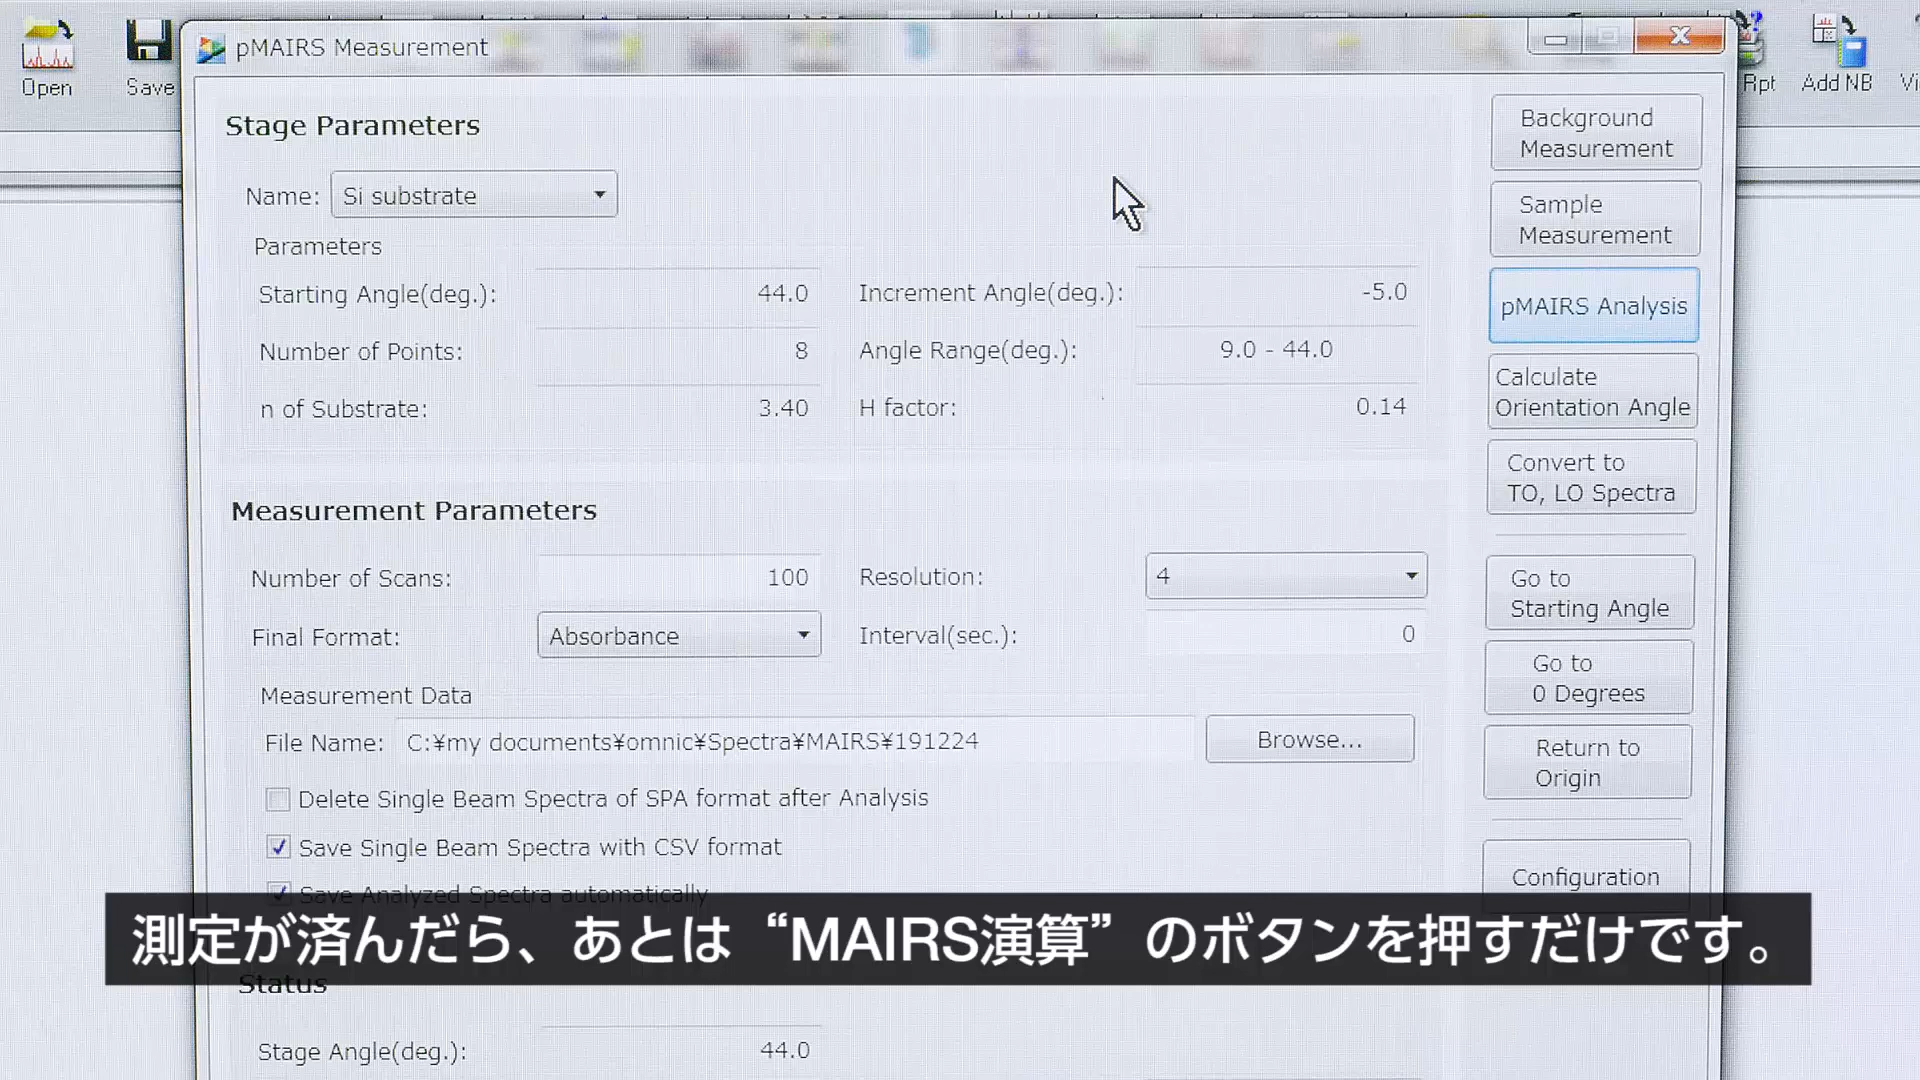 Open
Save
pMAIRS Measurement
Rpt
Add NB
Stage Parameters
Name: Si substrate
Parameters
Starting Angle(deg.): 44.0 Increment Angle(deg.): -5.0
Number of Points: 8 Angle Range(deg.): 9.0 - 44.0
n of Substrate: 3.40 H factor: 0.14
Measurement Parameters
Number of Scans: 100 Resolution: 4
Final Format: Absorbance Interval(sec.): 0
Measurement Data
File Name: C:¥my documents¥omnic¥Spectra¥MAIRS¥191224 Browse...
Delete Single Beam Spectra of SPA format after Analysis
Save Single Beam Spectra with CSV format
Save Analyzed Spectra automatically
Background
Measurement
Sample
Measurement
pMAIRS Analysis
Calculate
Orientation Angle
Convert to
TO, LO Spectra
Go to
Starting Angle
Go to
0 Degrees
Return to
Origin
Configuration
測定が済んだら、あとは“MAIRS演算”のボタンを押すだけです。
Status
Stage Angle(deg.): 44.0